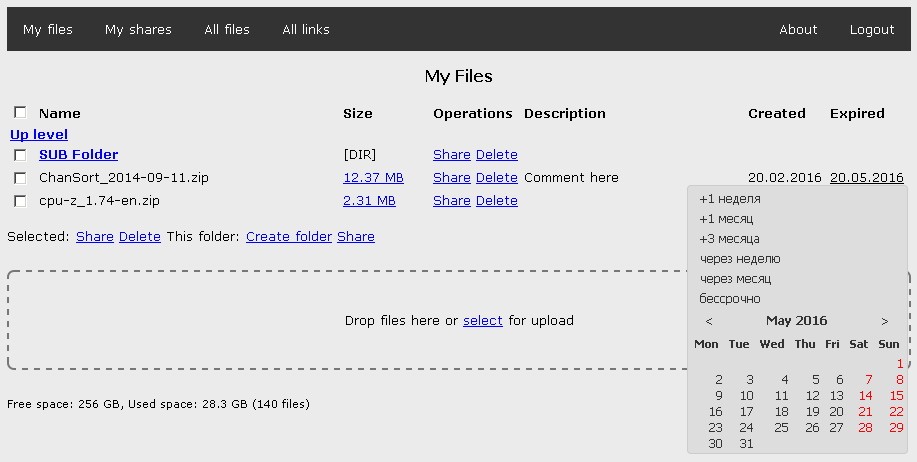 My files My shares All files All links About Logout
My Files
Name Size Operations Description Created Expired
Up level
SUB Folder [DIR] Share Delete
ChanSort_2014-09-11.zip 12.37 MB Share Delete Comment here 20.02.2016 20.05.2016
cpu-z_1.74-en.zip 2.31 MB Share Delete
Selected: Share Delete This folder: Create folder Share
Drop files here or select for upload
Free space: 256 GB, Used space: 28.3 GB (140 files)
+1 неделя
+1 месяц
+3 месяца
через неделю
через месяц
бессрочно
< May 2016 >
Mon Tue Wed Thu Fri Sat Sun
1
2 3 4 5 6 7 8
9 10 11 12 13 14 15
16 17 18 19 20 21 22
23 24 25 26 27 28 29
30 31